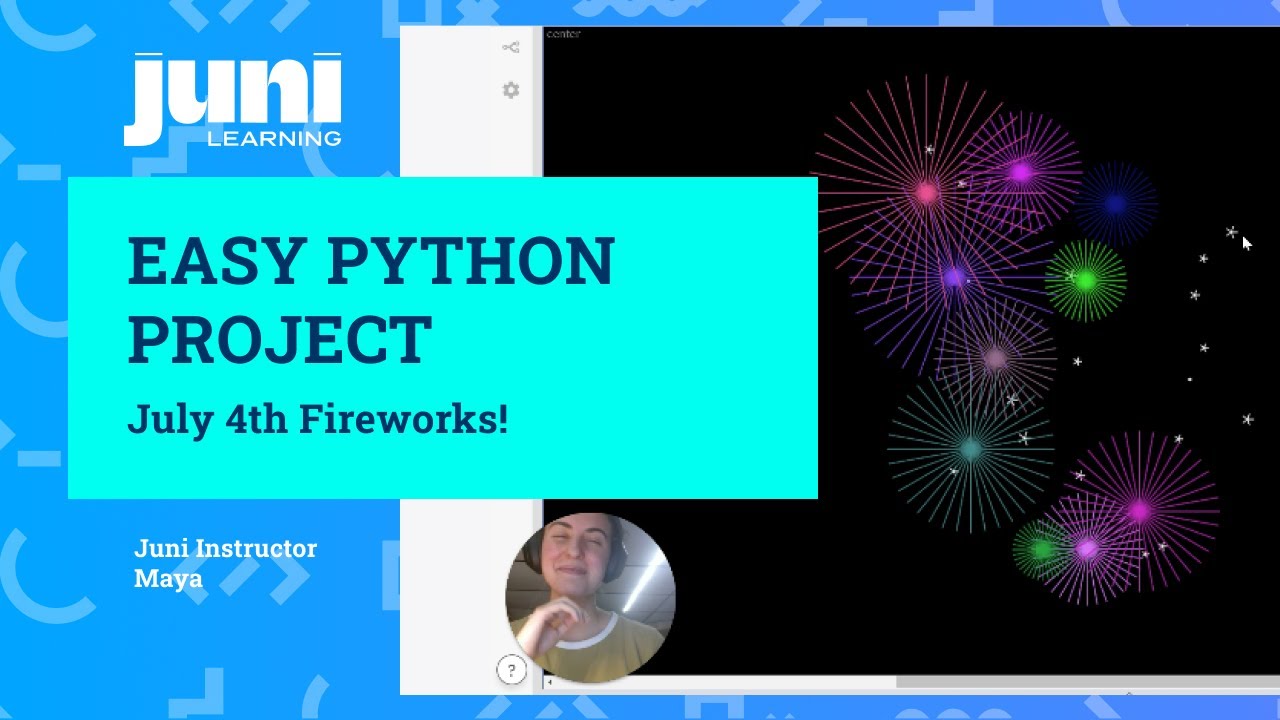 juni
LEARNING
center
EASY PYTHON
PROJECT
July 4th Fireworks!
Juni Instructor
Maya
?